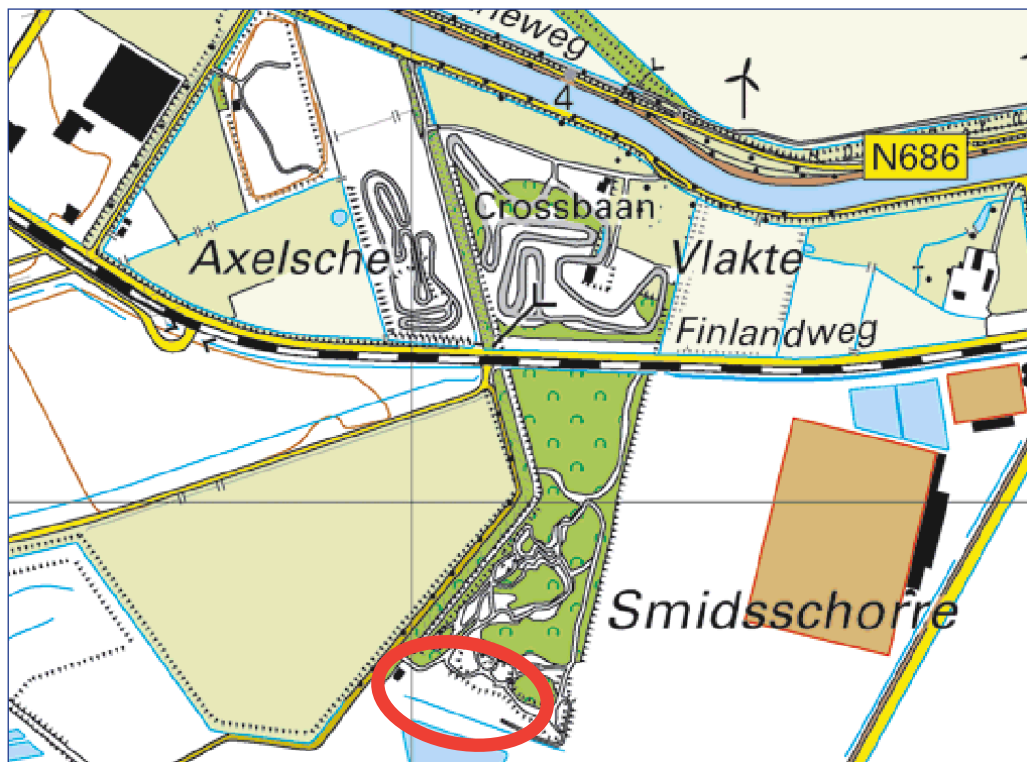 4
N686
Crossbaan
Axelsche
Vlakte
Finlandweg
Smidsschorre